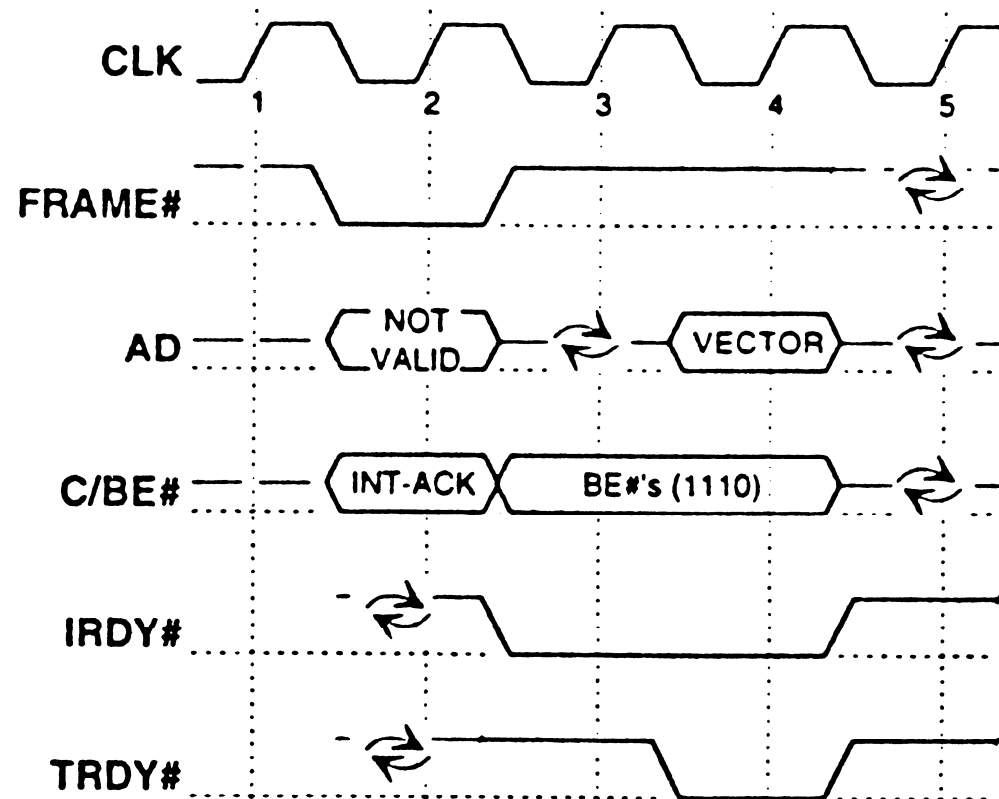 CLK
1 2 3 4 5
FRAME#
AD
NOT
VALID
VECTOR
C/BE#
INT-ACK
BE#'s (1110)
IRDY#
TRDY#